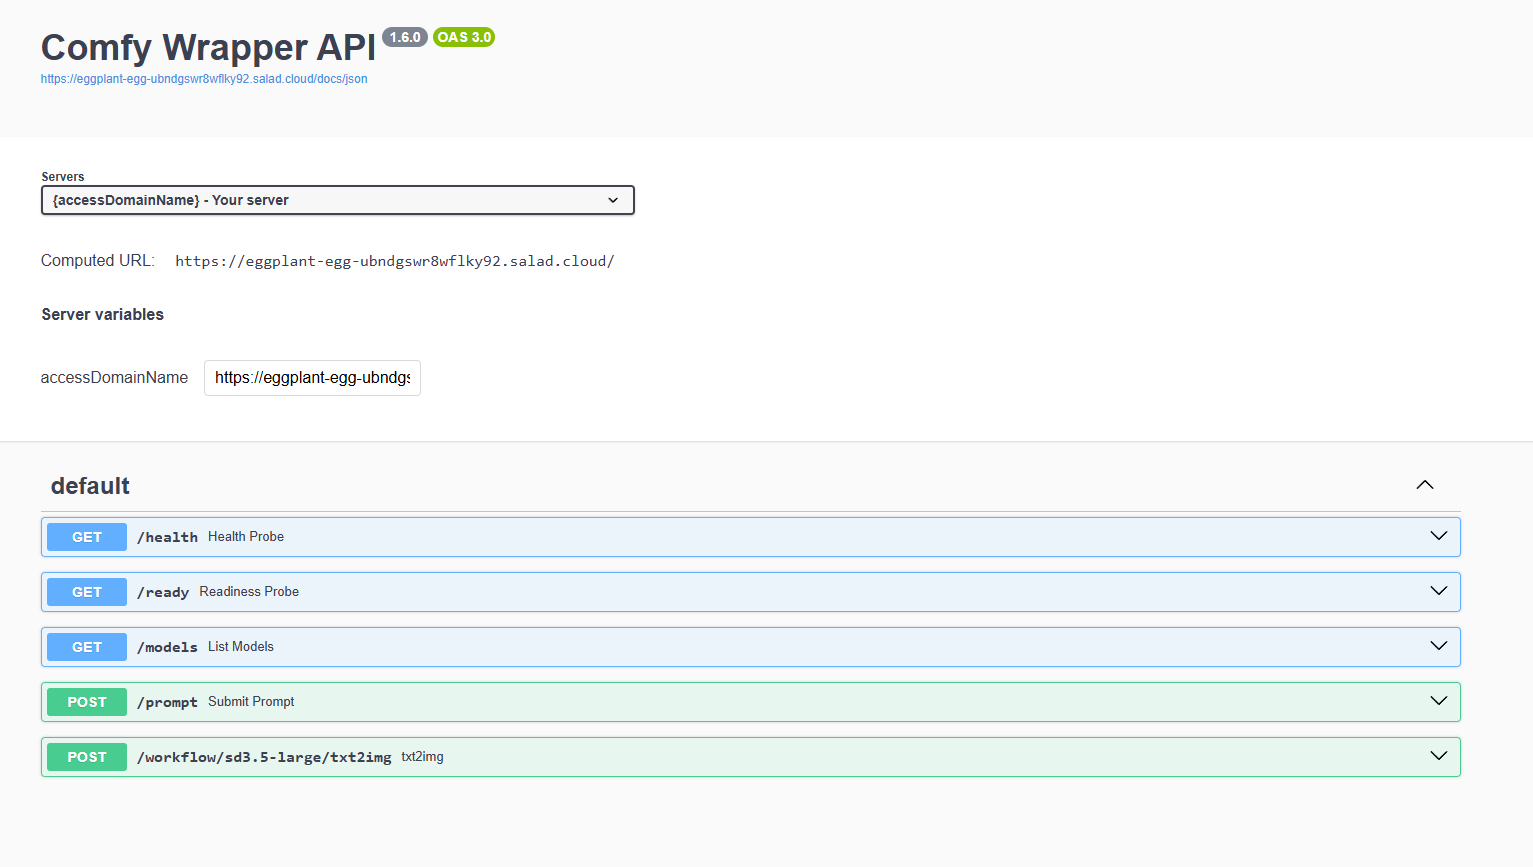 Comfy Wrapper API 1.6.0 OAS 3.0
https://eggplant-egg-ubndgswr8wflky92.salad.cloud/docs/json
Servers
{accessDomainName} - Your server
Computed URL: https://eggplant-egg-ubndgswr8wflky92.salad.cloud/
Server variables
accessDomainName https://eggplant-egg-ubndgs
default
GET /health Health Probe
GET /ready Readiness Probe
GET /models List Models
POST /prompt Submit Prompt
POST /workflow/sd3.5-large/txt2img txt2img